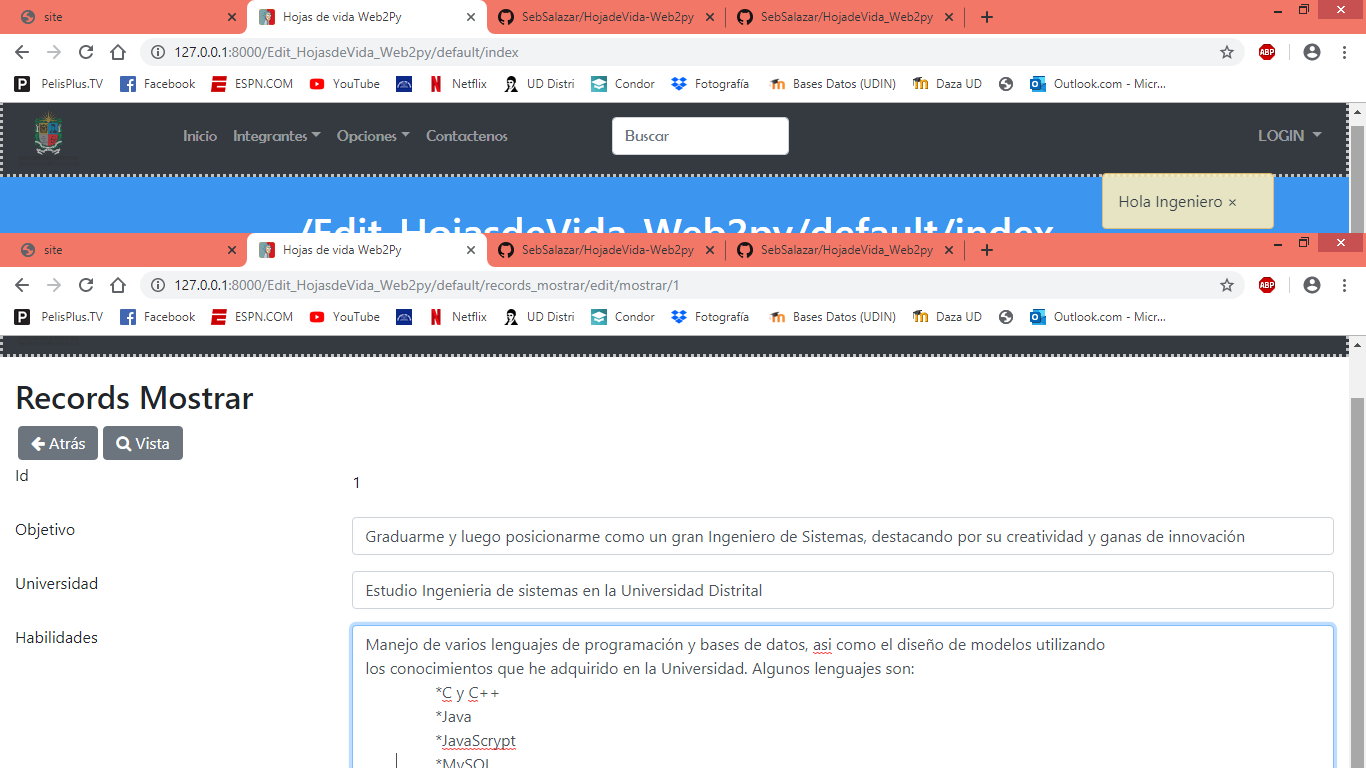 site
Hojas de vida Web2Py
SebSalazar/HojadeVida-Web2py
SebSalazar/HojadeVida_Web2py
127.0.0.1:8000/Edit_HojasdeVida_Web2py/default/index
ABP
PelisPlus.TV
Facebook
ESPN.COM
YouTube
Netflix
UD Distri
Condor
Fotografía
Bases Datos (UDIN)
Daza UD
Outlook.com - Micr...
Inicio
Integrantes
Opciones
Contactenos
Buscar
LOGIN
Hola Ingeniero ×
/Edit_HojasdeVida_Web2py/default/index
site
Hojas de vida Web2Py
SebSalazar/HojadeVida-Web2py
SebSalazar/HojadeVida_Web2py
127.0.0.1:8000/Edit_HojasdeVida_Web2py/default/records_mostrar/edit/mostrar/1
ABP
PelisPlus.TV
Facebook
ESPN.COM
YouTube
Netflix
UD Distri
Condor
Fotografía
Bases Datos (UDIN)
Daza UD
Outlook.com - Micr...
Records Mostrar
Atrás
Vista
Id
1
Objetivo
Graduarme y luego posicionarme como un gran Ingeniero de Sistemas, destacando por su creatividad y ganas de innovación
Universidad
Estudio Ingenieria de sistemas en la Universidad Distrital
Habilidades
Manejo de varios lenguajes de programación y bases de datos, asi como el diseño de modelos utilizando
los conocimientos que he adquirido en la Universidad. Algunos lenguajes son:
*C y C++
*Java
*JavaScrypt
*MySQL